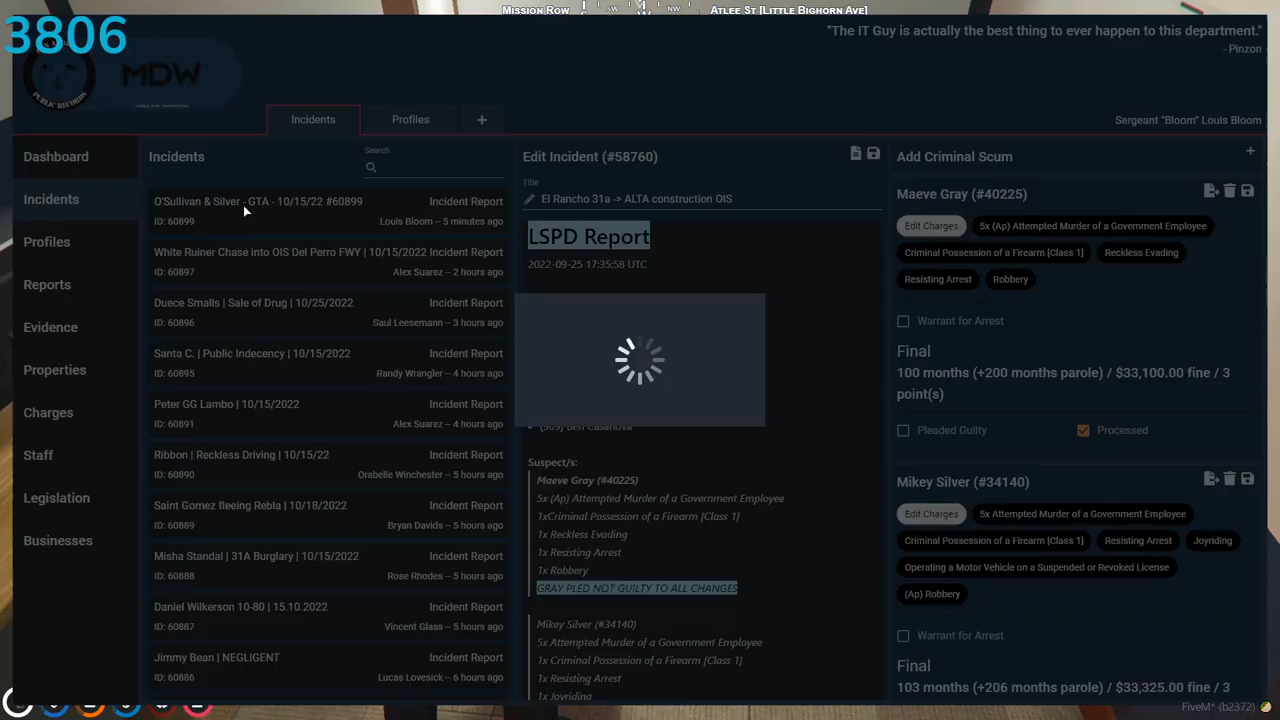 Mission Row
SW
NW
Atlee St [Little Bighorn Ave]
3806
"The IT Guy is actually the best thing to ever happen to this department."
- Pinzon
PUBLIC RECORDS
MDW
Incidents
Profiles
+
Sergeant "Bloom" Louis Bloom
Dashboard
Incidents
Profiles
Reports
Evidence
Properties
Charges
Staff
Legislation
Businesses
Incidents
Search
O'Sullivan & Silver - GTA - 10/15/22 #60899 Incident Report
ID: 60899 Louis Bloom – 5 minutes ago
White Ruiner Chase into OIS Del Perro FWY | 10/15/2022 Incident Report
ID: 60897 Alex Suarez – 2 hours ago
Duece Smalls | Sale of Drug | 10/25/2022 Incident Report
ID: 60896 Saul Leesemann – 3 hours ago
Santa C. | Public Indecency | 10/15/2022 Incident Report
ID: 60895 Randy Wrangler – 4 hours ago
Peter GG Lambo | 10/15/2022 Incident Report
ID: 60891 Alex Suarez – 4 hours ago
Ribbon | Reckless Driving | 10/15/22 Incident Report
ID: 60890 Orabelle Winchester – 5 hours ago
Saint Gomez fleeing Rebla | 10/18/2022 Incident Report
ID: 60889 Bryan Davids – 5 hours ago
Misha Standal | 31A Burglary | 10/15/2022 Incident Report
ID: 60888 Rose Rhodes – 5 hours ago
Daniel Wilkerson 10-80 | 15.10.2022 Incident Report
ID: 60887 Vincent Glass – 5 hours ago
Jimmy Bean | NEGLIGENT Incident Report
ID: 60886 Lucas Lovesick – 6 hours ago
Edit Incident (#58760)
Title
El Rancho 31a -> ALTA construction OIS
LSPD Report
2022-09-25 17:35:58 UTC
(969) Ben Casanova
Suspect/s:
Maeve Gray (#40225)
5x (Ap) Attempted Murder of a Government Employee
1xCriminal Possession of a Firearm [Class 1]
1x Reckless Evading
1x Resisting Arrest
1x Robbery
GRAY PLED NOT GUILTY TO ALL CHANGES
Mikey Silver (#34140)
5x Attempted Murder of a Government Employee
1x Criminal Possession of a Firearm [Class 1]
1x Resisting Arrest
1x Joyriding
Add Criminal Scum
+
Maeve Gray (#40225)
Edit Charges 5x (Ap) Attempted Murder of a Government Employee
Criminal Possession of a Firearm [Class 1] Reckless Evading
Resisting Arrest Robbery
Warrant for Arrest
Final
100 months (+200 months parole) / $33,100.00 fine / 3
point(s)
Pleaded Guilty Processed
Mikey Silver (#34140)
Edit Charges 5x Attempted Murder of a Government Employee
Criminal Possession of a Firearm [Class 1] Resisting Arrest Joyriding
Operating a Motor Vehicle on a Suspended or Revoked License
(Ap) Robbery
Warrant for Arrest
Final
103 months (+206 months parole) / $33,325.00 fine / 3
FiveM* (b2372)